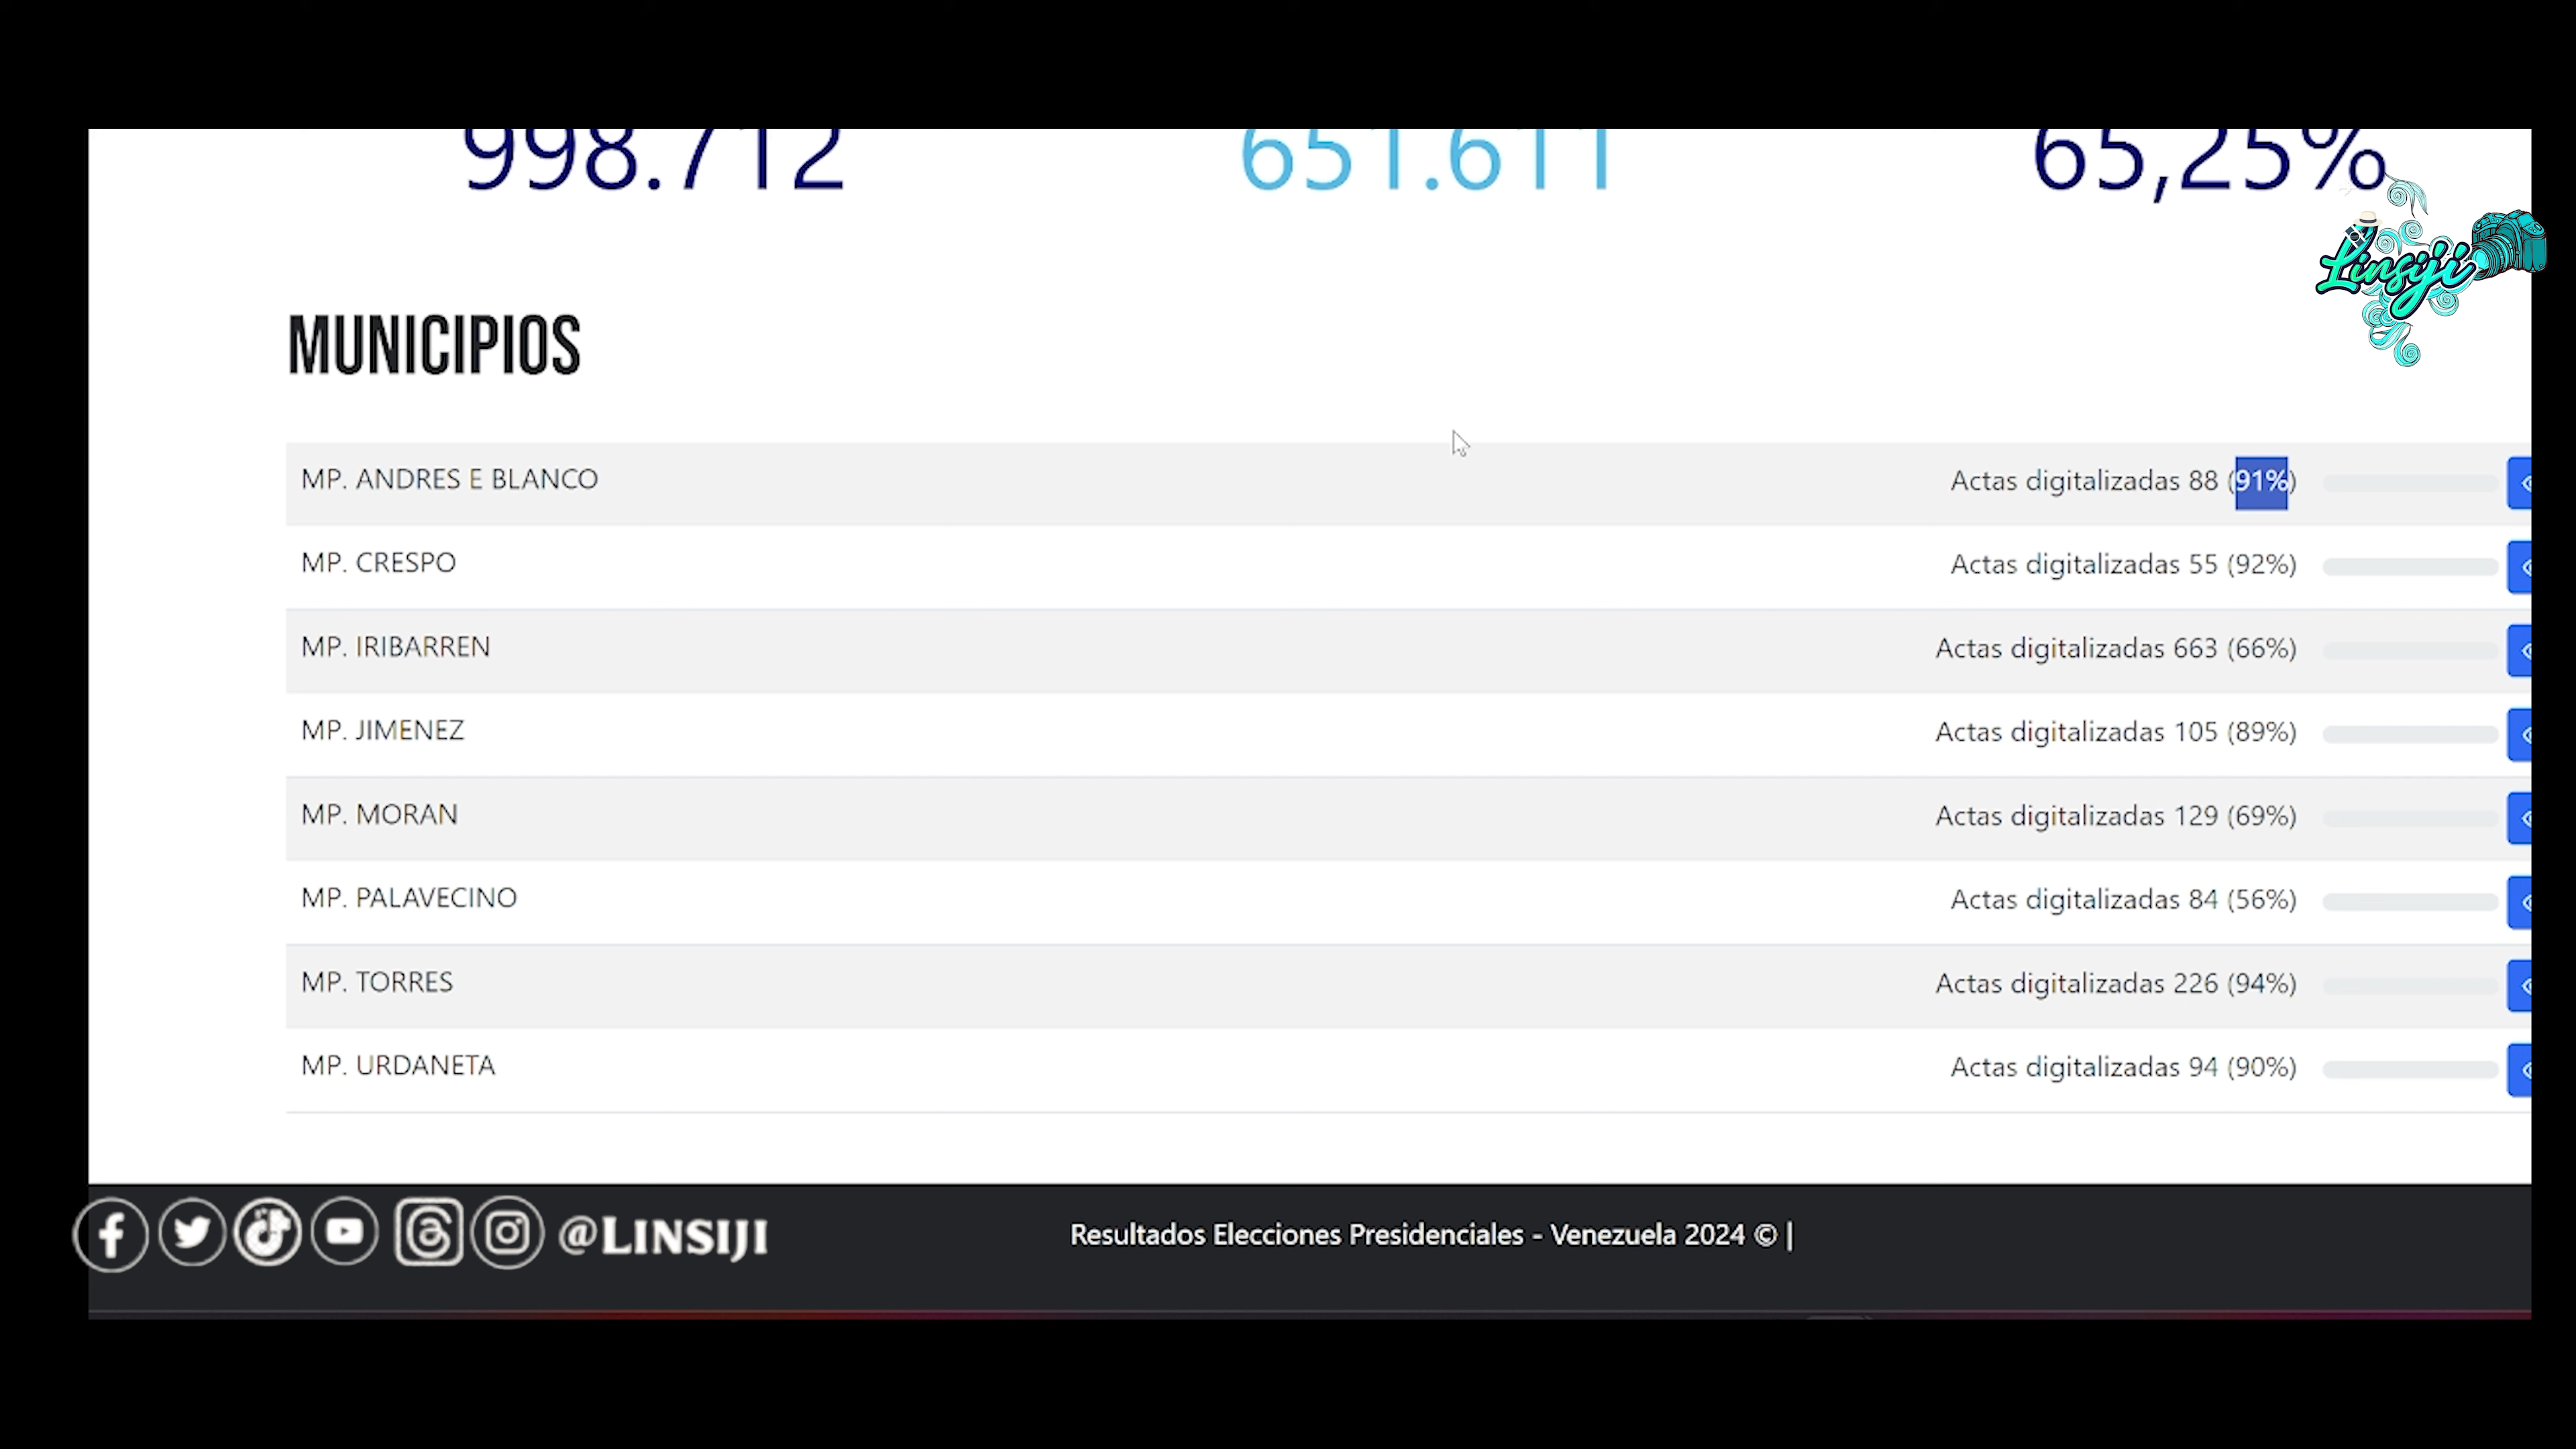 998.712 651.611 65,25%
Linsiji
MUNICIPIOS
MP. ANDRES E BLANCO Actas digitalizadas 88 (91%)
MP. CRESPO Actas digitalizadas 55 (92%)
MP. IRIBARREN Actas digitalizadas 663 (66%)
MP. JIMENEZ Actas digitalizadas 105 (89%)
MP. MORAN Actas digitalizadas 129 (69%)
MP. PALAVECINO Actas digitalizadas 84 (56%)
MP. TORRES Actas digitalizadas 226 (94%)
MP. URDANETA Actas digitalizadas 94 (90%)
@LINSIJI Resultados Elecciones Presidenciales - Venezuela 2024 © |